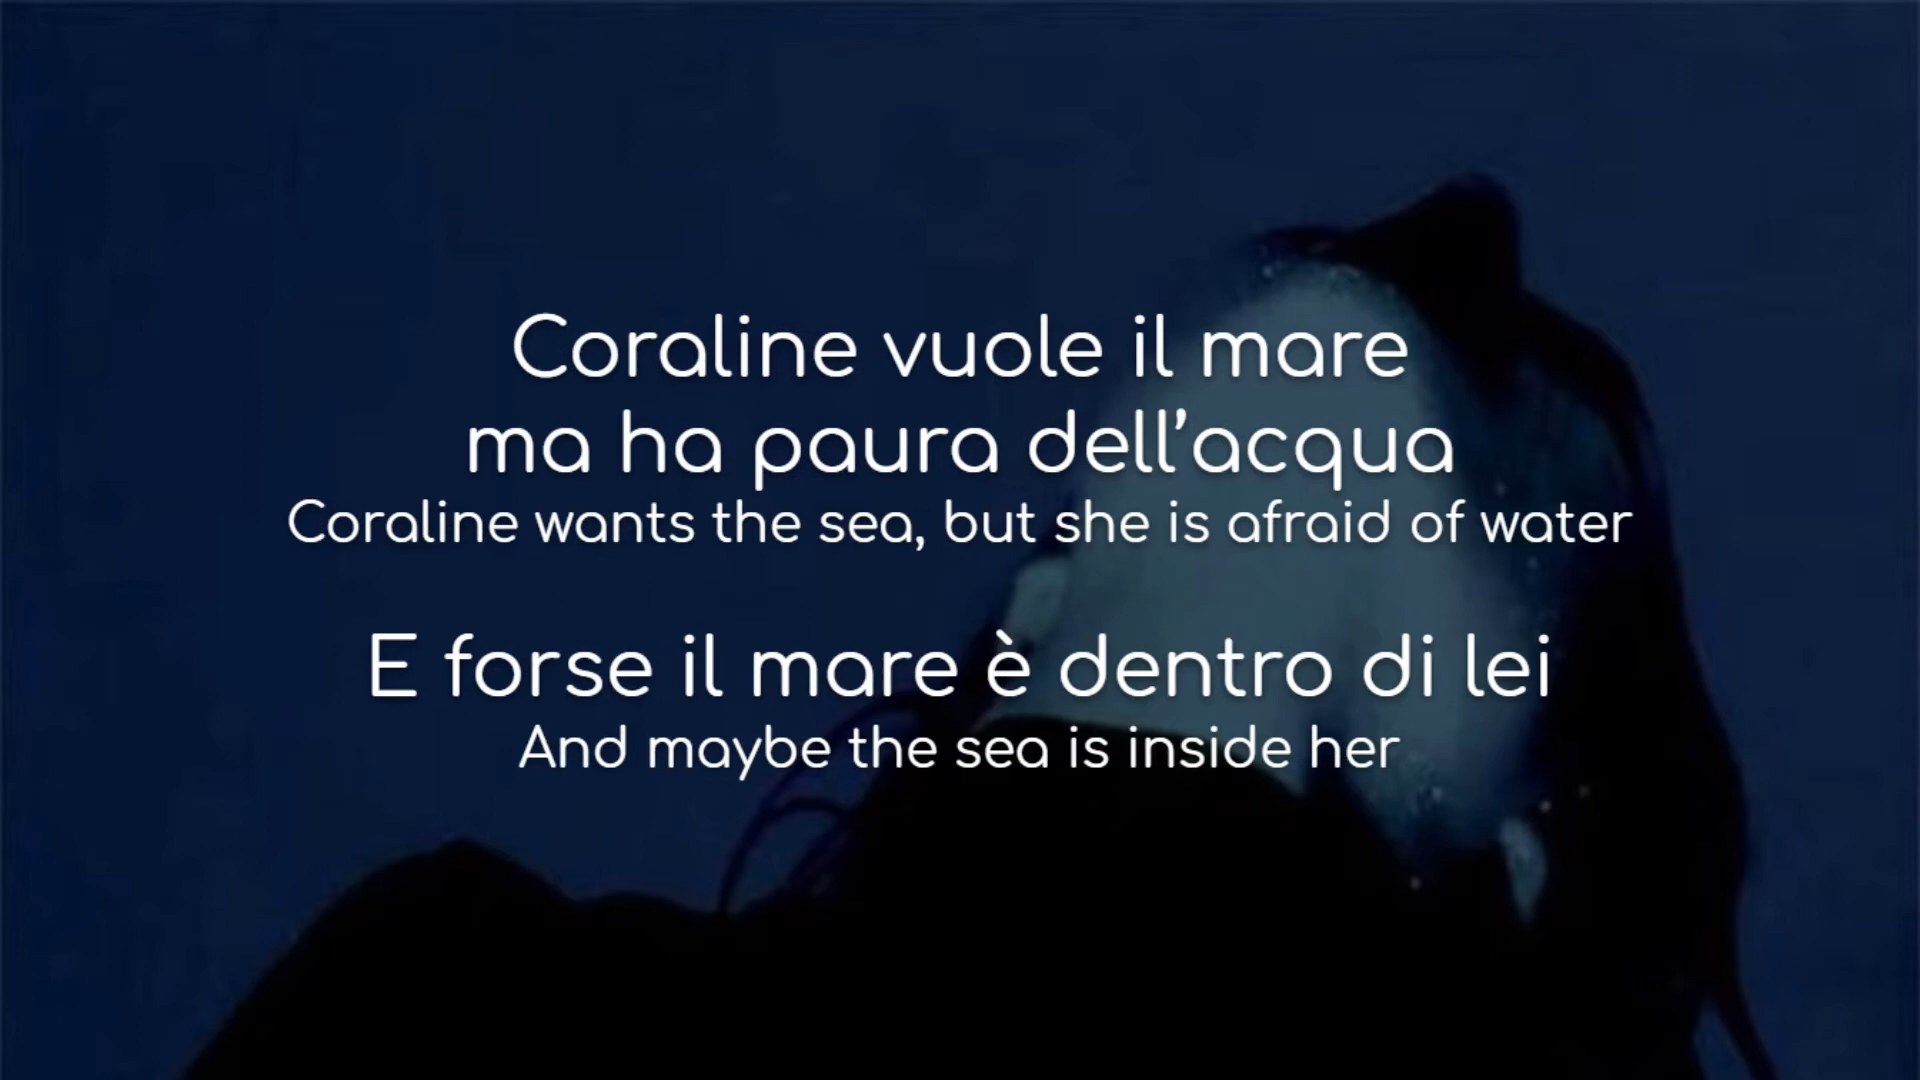 Coraline vuole il mare
ma ha paura dell’acqua
Coraline wants the sea, but she is afraid of water
E forse il mare è dentro di lei
And maybe the sea is inside her